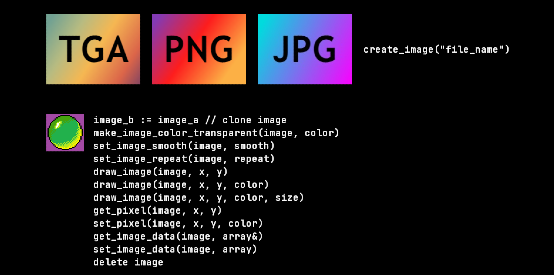 TGA PNG JPG create_image("file_name")
image_b := image_a // clone image
make_image_color_transparent(image, color)
set_image_smooth(image, smooth)
set_image_repeat(image, repeat)
draw_image(image, x, y)
draw_image(image, x, y, color)
draw_image(image, x, y, color, size)
get_pixel(image, x, y)
set_pixel(image, x, y, color)
get_image_data(image, array&)
set_image_data(image, array)
delete image